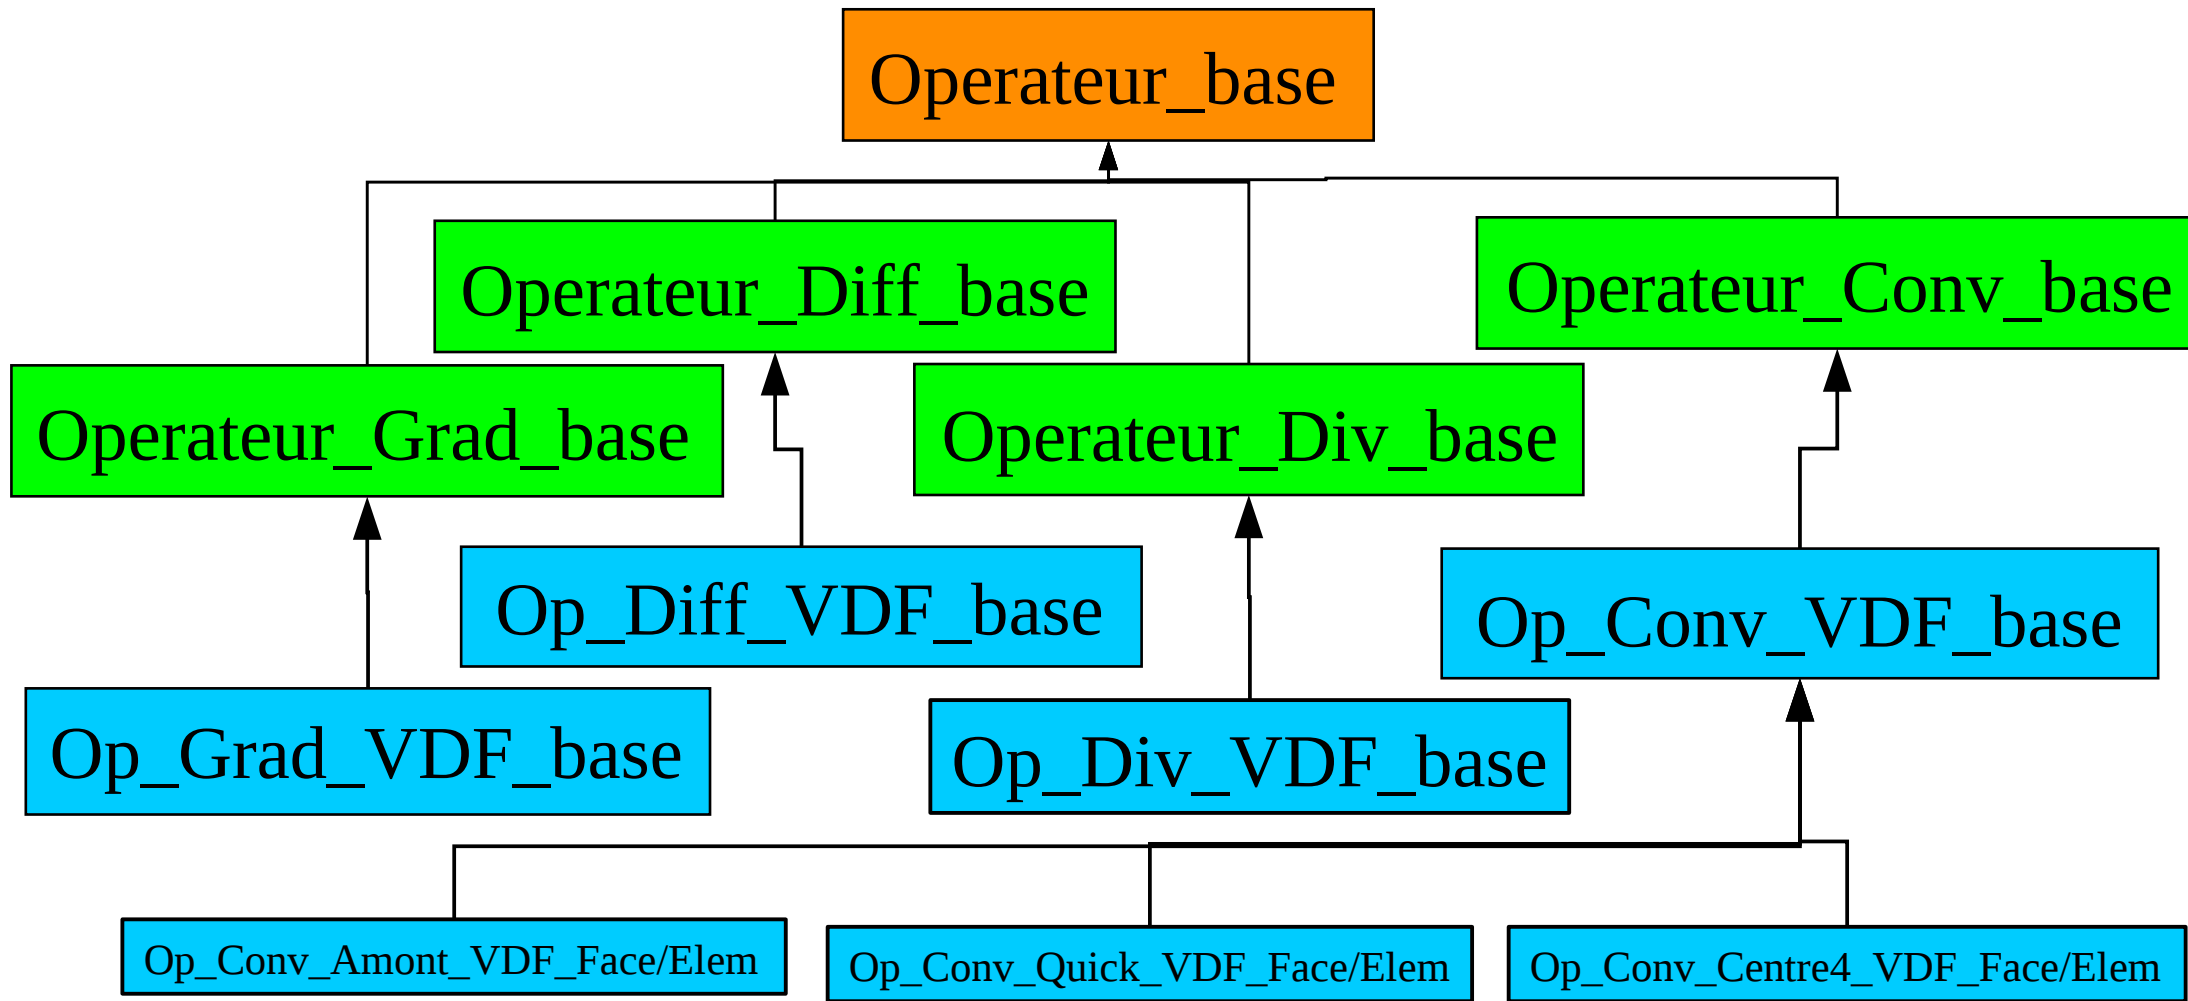 Operateur_base
Operateur_Diff_base
Operateur_Conv_base
Operateur_Grad_base
Operateur_Div_base
Op_Diff_VDF_base
Op_Conv_VDF_base
Op_Grad_VDF_base
Op_Div_VDF_base
Op_Conv_Amont_VDF_Face/Elem
Op_Conv_Quick_VDF_Face/Elem
Op_Conv_Centre4_VDF_Face/Elem